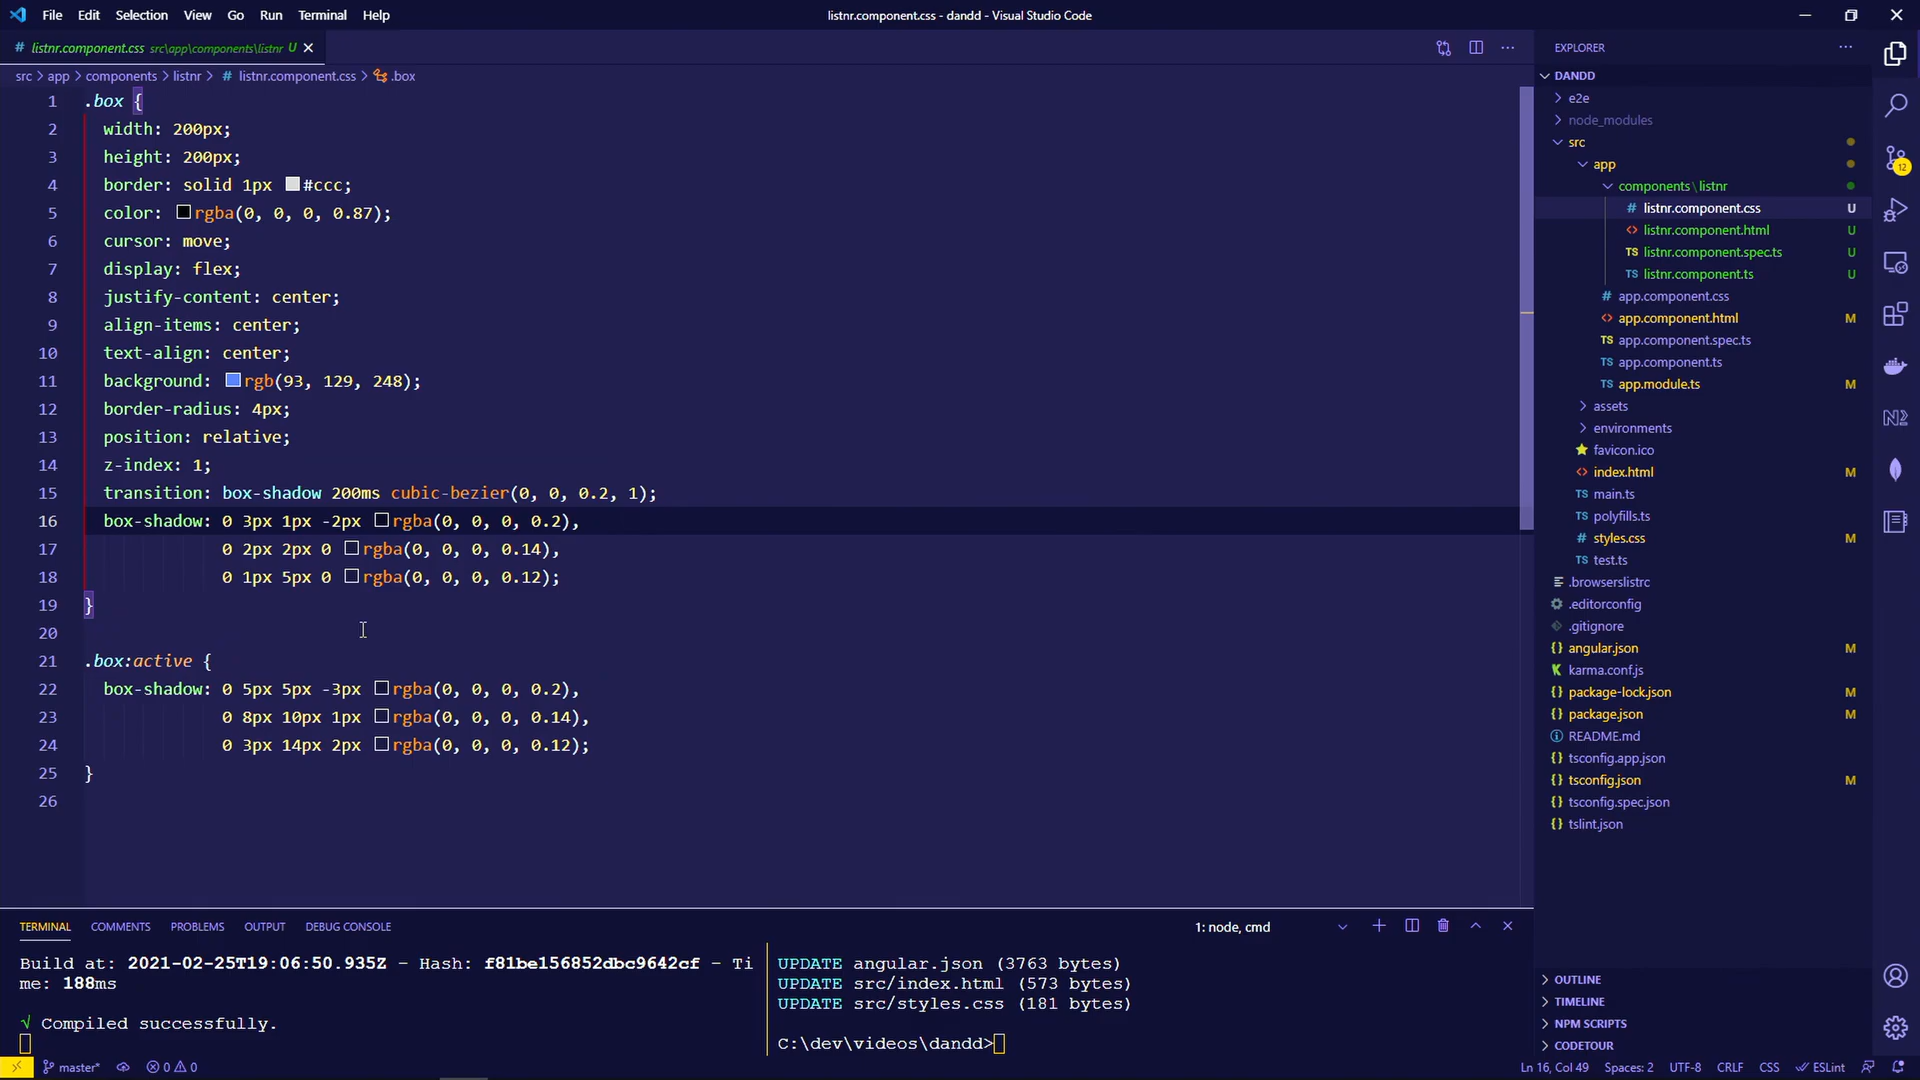 File Edit Selection View Go Run Terminal Help
listnr.component.css - dandd - Visual Studio Code
# listnr.component.css src\app\components\listnr U
src > app > components > listnr > # listnr.component.css > .box
1 .box {
2 width: 200px;
3 height: 200px;
4 border: solid 1px #ccc;
5 color: rgba(0, 0, 0, 0.87);
6 cursor: move;
7 display: flex;
8 justify-content: center;
9 align-items: center;
10 text-align: center;
11 background: rgb(93, 129, 248);
12 border-radius: 4px;
13 position: relative;
14 z-index: 1;
15 transition: box-shadow 200ms cubic-bezier(0, 0, 0.2, 1);
16 box-shadow: 0 3px 1px -2px rgba(0, 0, 0, 0.2),
17 0 2px 2px 0 rgba(0, 0, 0, 0.14),
18 0 1px 5px 0 rgba(0, 0, 0, 0.12);
19 }
20
21 .box:active {
22 box-shadow: 0 5px 5px -3px rgba(0, 0, 0, 0.2),
23 0 8px 10px 1px rgba(0, 0, 0, 0.14),
24 0 3px 14px 2px rgba(0, 0, 0, 0.12);
25 }
26
EXPLORER
DANDD
e2e
node_modules
src
app
components\listnr
# listnr.component.css U
<> listnr.component.html U
TS listnr.component.spec.ts U
TS listnr.component.ts U
# app.component.css
<> app.component.html M
TS app.component.spec.ts
TS app.component.ts
TS app.module.ts M
assets
environments
favicon.ico
<> index.html M
TS main.ts
TS polyfills.ts
# styles.css M
TS test.ts
.browserslistrc
.editorconfig
.gitignore
{} angular.json M
karma.conf.js
{} package-lock.json M
{} package.json M
README.md
{} tsconfig.app.json
{} tsconfig.json M
{} tsconfig.spec.json
{} tslint.json
OUTLINE
TIMELINE
NPM SCRIPTS
CODETOUR
12
TERMINAL COMMENTS PROBLEMS OUTPUT DEBUG CONSOLE
1: node, cmd
Build at: 2021-02-25T19:06:50.935Z - Hash: f81be156852dbc9642cf - Ti
me: 188ms
√ Compiled successfully.
UPDATE angular.json (3763 bytes)
UPDATE src/index.html (573 bytes)
UPDATE src/styles.css (181 bytes)
C:\dev\videos\dandd>
master* 0 0
Ln 16, Col 49 Spaces: 2 UTF-8 CRLF CSS ESLint